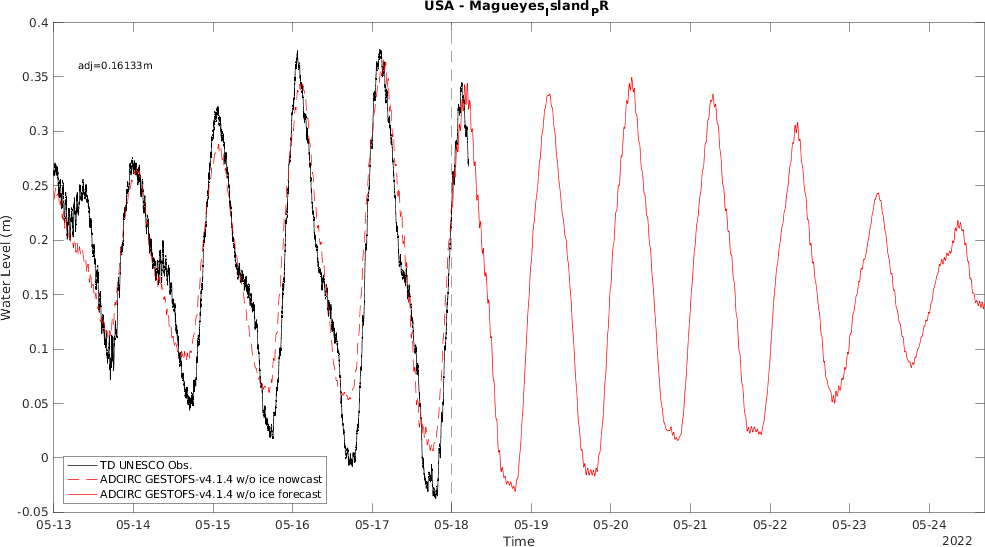 USA - Magueyes_Island_PR
0.4
0.35
adj=0.16133m
0.3
0.25
0.2
0.15
0.1
0.05
0
-0.05
Water Level (m)
TD UNESCO Obs.
ADCIRC GESTOFS-v4.1.4 w/o ice nowcast
ADCIRC GESTOFS-v4.1.4 w/o ice forecast
05-13 05-14 05-15 05-16 05-17 05-18 05-19 05-20 05-21 05-22 05-23 05-24
Time
2022